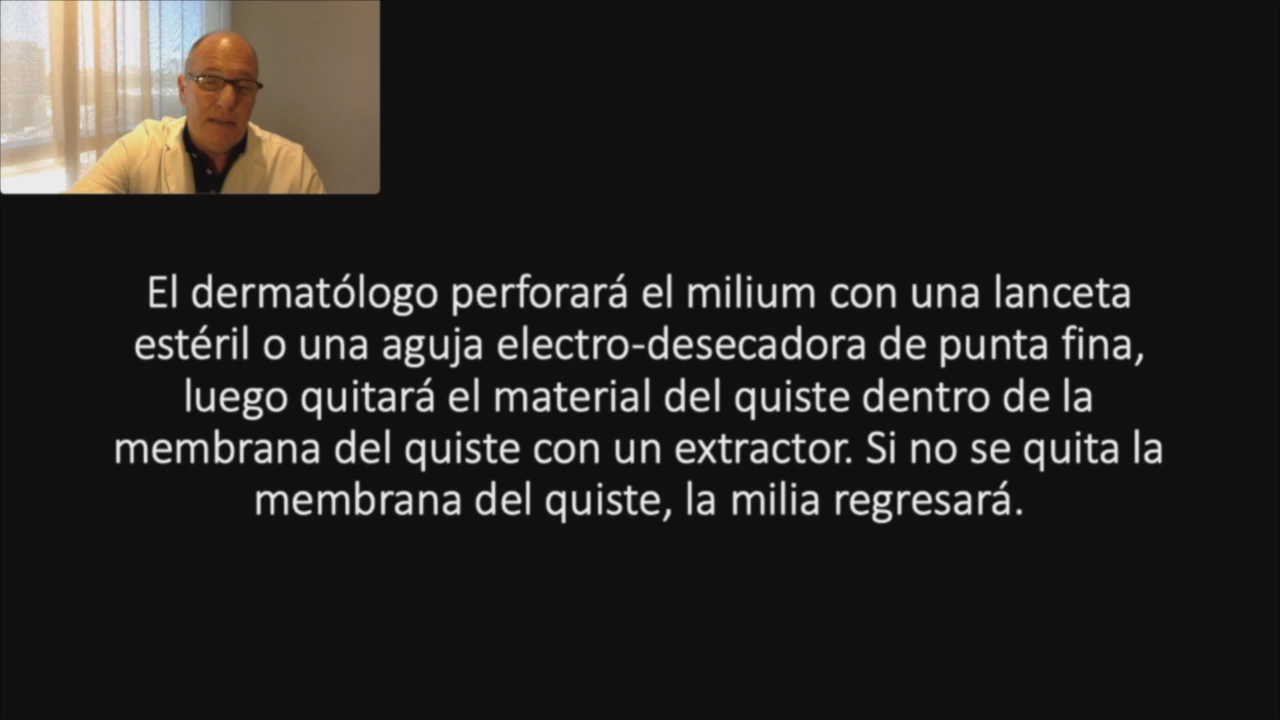 El dermatólogo perforará el milium con una lanceta
estéril o una aguja electro-desecadora de punta fina,
luego quitará el material del quiste dentro de la
membrana del quiste con un extractor. Si no se quita la
membrana del quiste, la milia regresará.